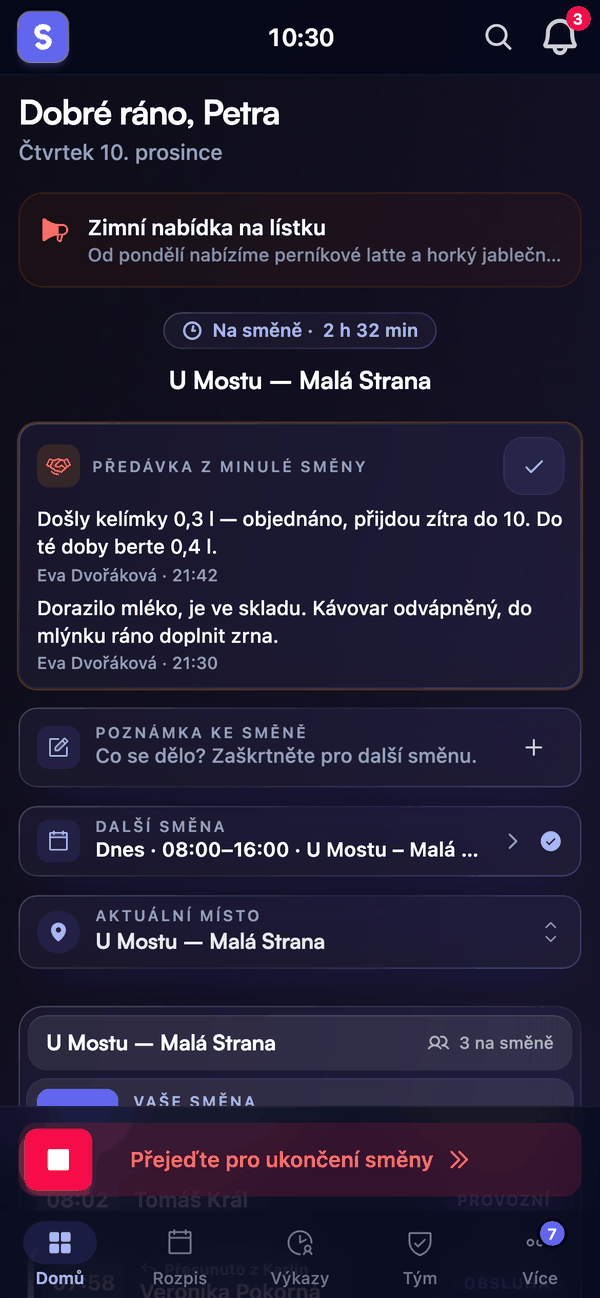 S
10:30
3
Dobré ráno, Petra
Čtvrtek 10. prosince
Zimní nabídka na lístku
Od pondělí nabízíme perníkové latte a horký jablečn...
Na směně · 2 h 32 min
U Mostu — Malá Strana
PŘEDÁVKA Z MINULÉ SMĚNY
Došly kelímky 0,3 l — objednáno, přijdou zítra do 10. Do
té doby berte 0,4 l.
Eva Dvořáková · 21:42
Dorazilo mléko, je ve skladu. Kávovar odvápněný, do
mlýnku ráno doplnit zrna.
Eva Dvořáková · 21:30
POZNÁMKA KE SMĚNĚ
Co se dělo? Zaškrtněte pro další směnu.
DALŠÍ SMĚNA
Dnes · 08:00–16:00 · U Mostu – Malá ...
AKTUÁLNÍ MÍSTO
U Mostu — Malá Strana
U Mostu — Malá Strana
3 na směně
VAŠE SMĚNA
Přejeďte pro ukončení směny
08:02 Tomáš Král PROVOZNÍ
7
Přesunuto z Karlín
Domů
Rozpis
Výkazy
Tým
Více
Veronika Pokorná